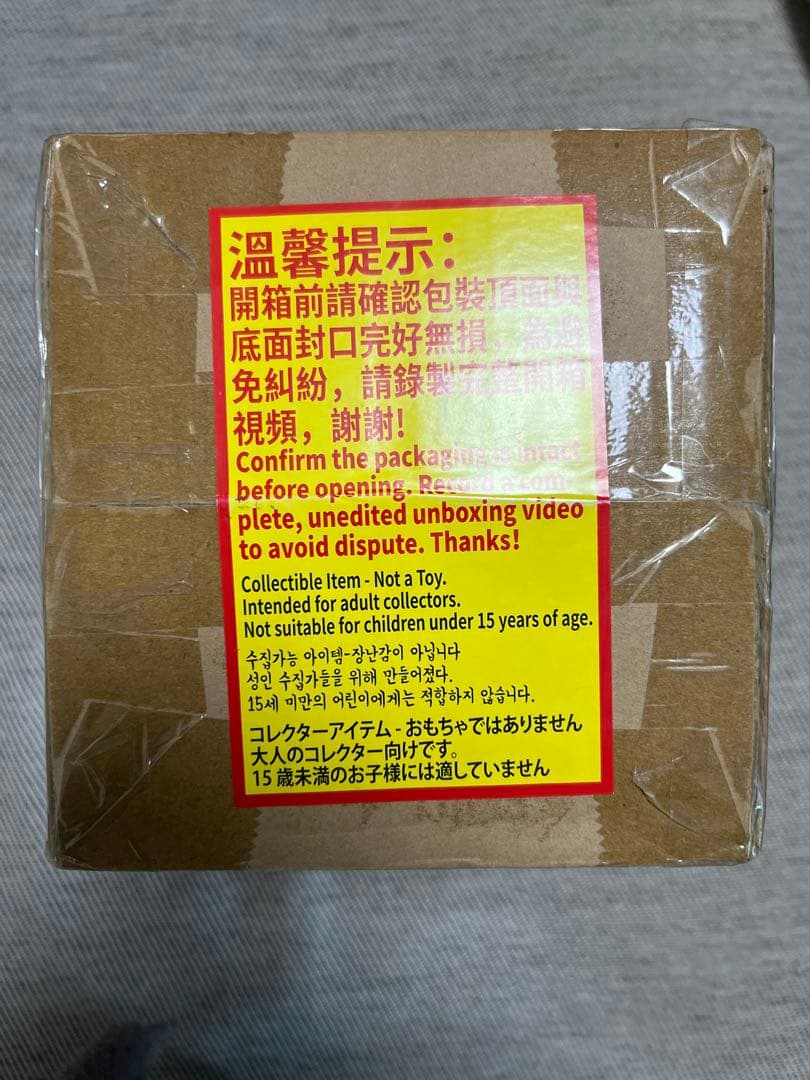 溫馨提示：
開箱前請確認包裝頂面與
底面封口完好無損，為避
免糾紛，請錄製完整開箱
視頻，謝謝！
Confirm the packaging is intact
before opening. Record a com-
plete, unedited unboxing video
to avoid dispute. Thanks!
Collectible Item - Not a Toy.
Intended for adult collectors.
Not suitable for children under 15 years of age.
수집가능 아이템-장난감이 아닙니다
성인 수집가들을 위해 만들어졌다.
15세 미만의 어린이에게는 적합하지 않습니다.
コレクターアイテム - おもちゃではありません
大人のコレクター向けです。
15 歳未満のお子様には適していません